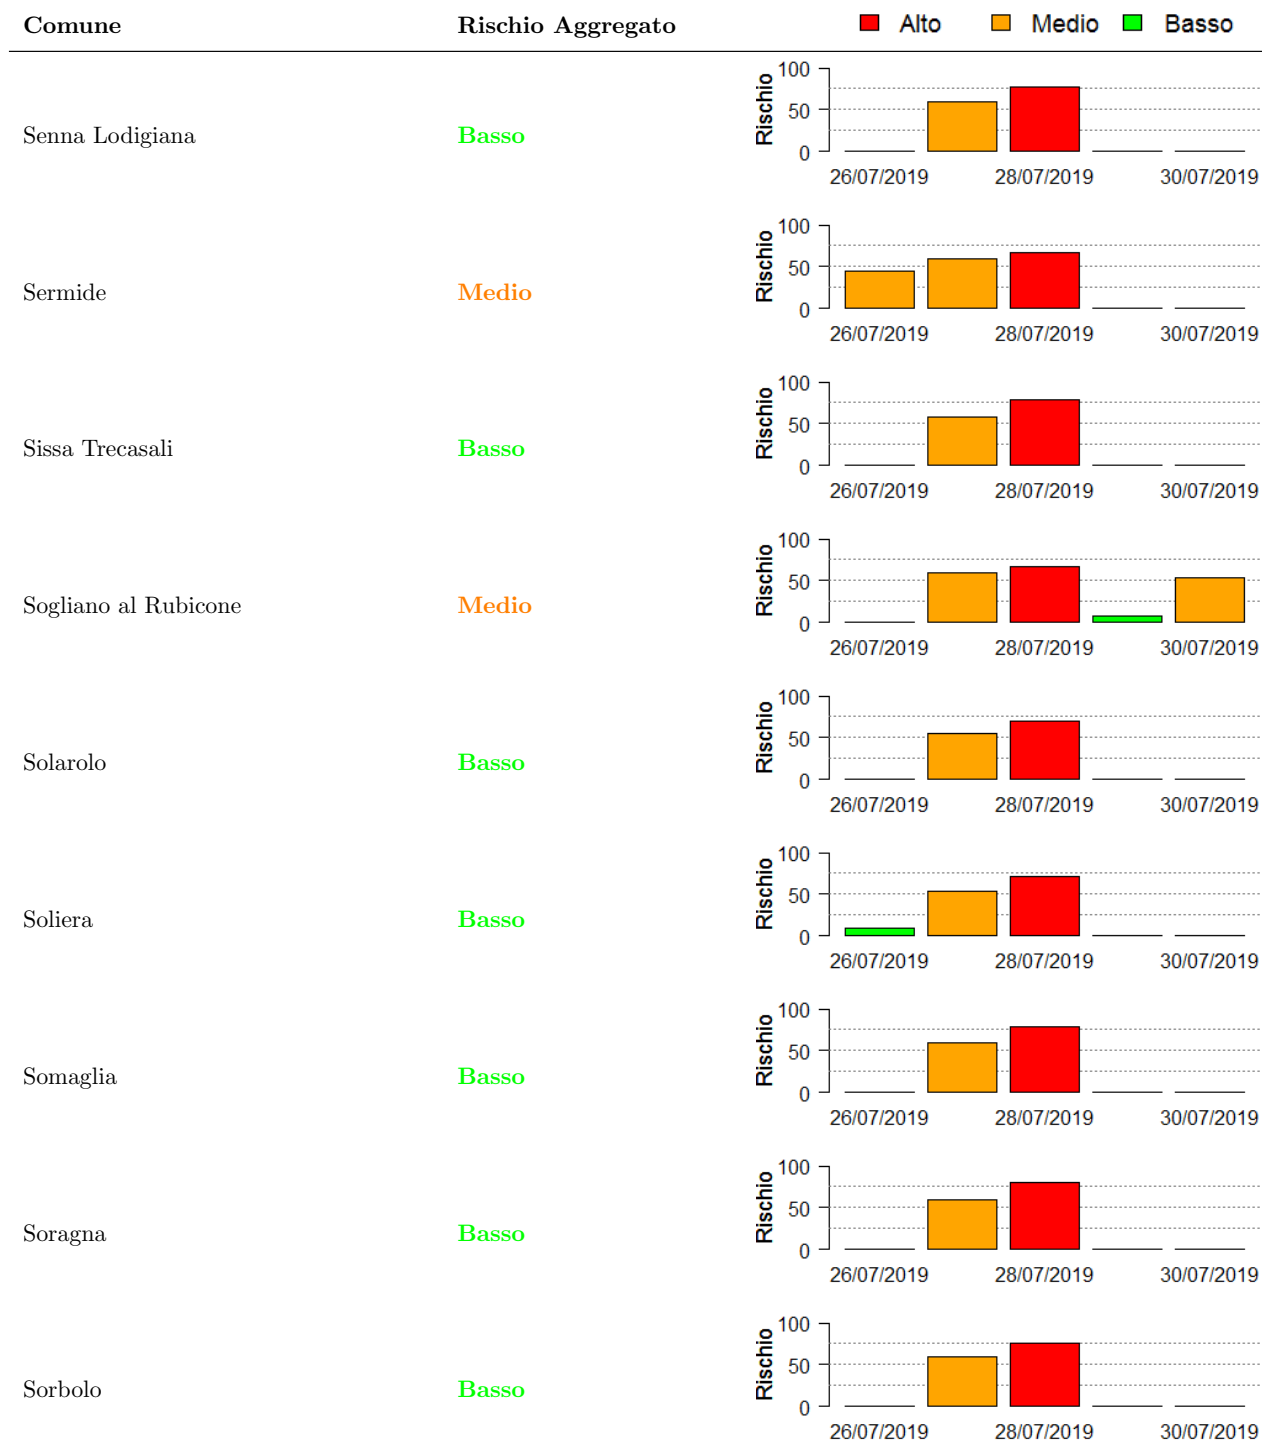 Comune Rischio Aggregato Alto Medio Basso
100
50
0
Rischio
Senna Lodigiana Basso
26/07/2019 28/07/2019 30/07/2019
100
50
0
Rischio
Sermide Medio
26/07/2019 28/07/2019 30/07/2019
100
50
0
Rischio
Sissa Trecasali Basso
26/07/2019 28/07/2019 30/07/2019
100
50
0
Rischio
Sogliano al Rubicone Medio
26/07/2019 28/07/2019 30/07/2019
100
50
0
Rischio
Solarolo Basso
26/07/2019 28/07/2019 30/07/2019
100
50
0
Rischio
Soliera Basso
26/07/2019 28/07/2019 30/07/2019
100
50
0
Rischio
Somaglia Basso
26/07/2019 28/07/2019 30/07/2019
100
50
0
Rischio
Soragna Basso
26/07/2019 28/07/2019 30/07/2019
100
50
0
Rischio
Sorbolo Basso
26/07/2019 28/07/2019 30/07/2019